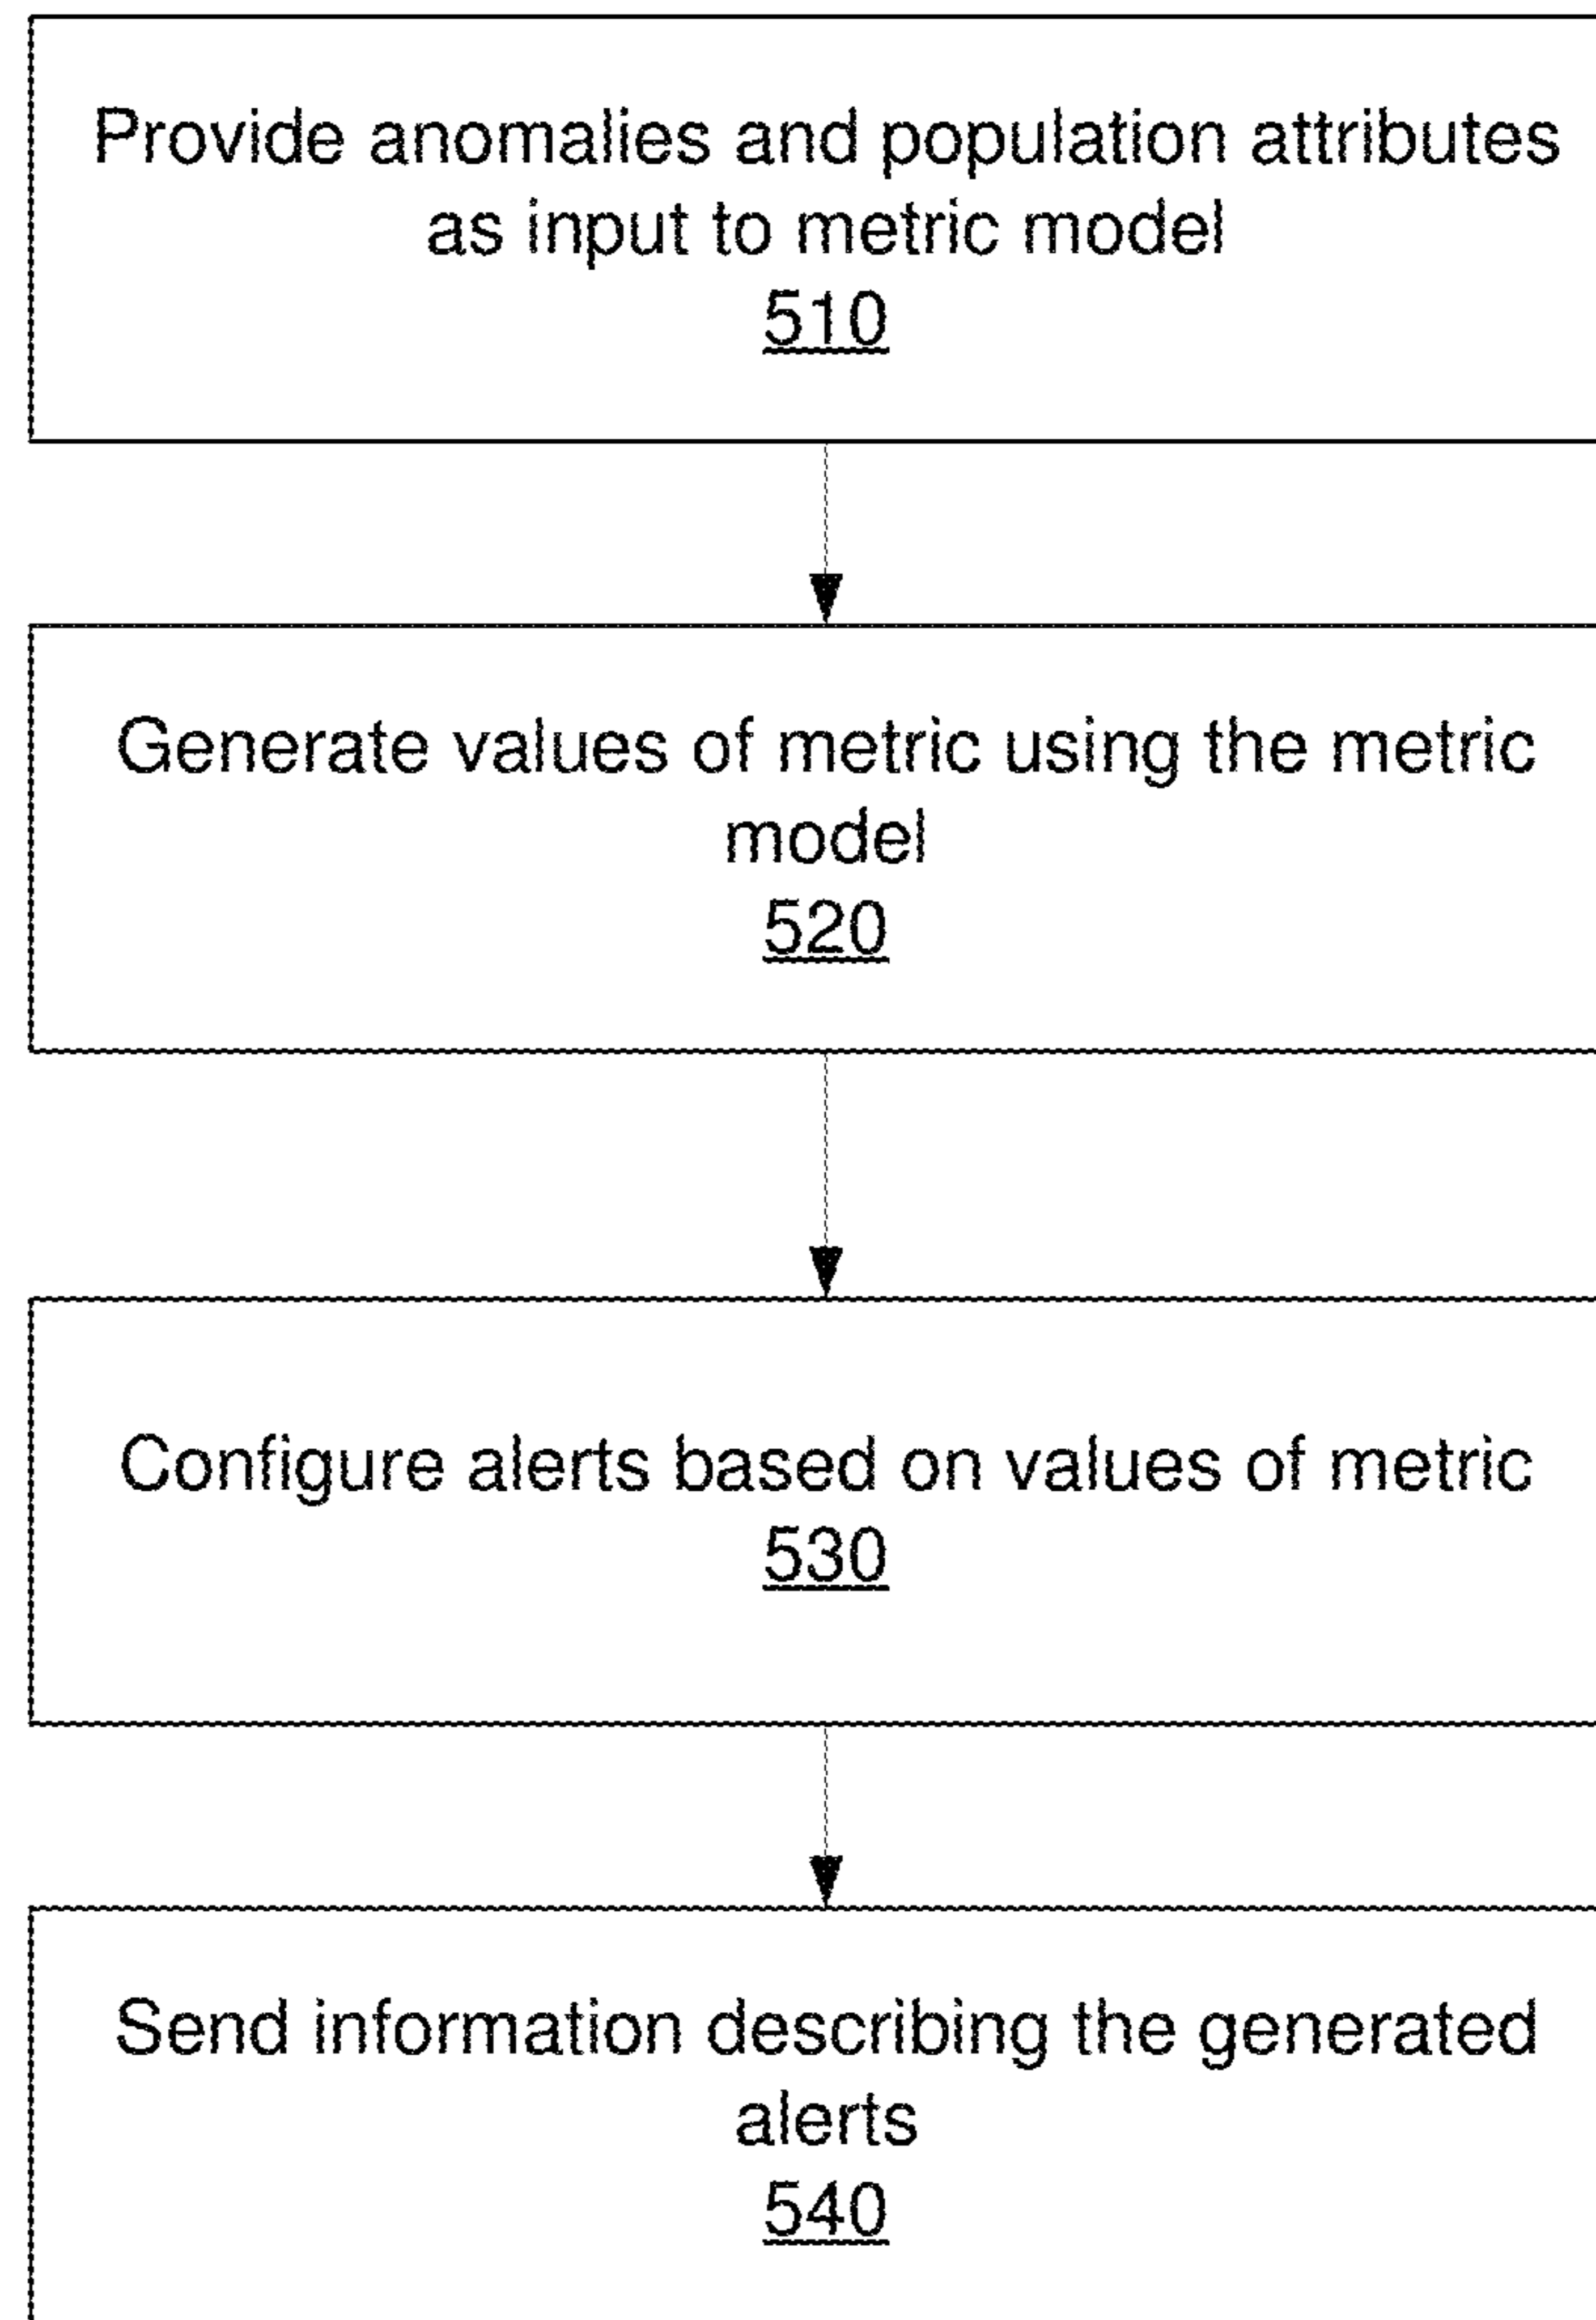 Provide anomalies and population attributes
as input to metric model
510
Generate values of metric using the metric
model
520
Configure alerts based on values of metric
530
Send information describing the generated
alerts
540